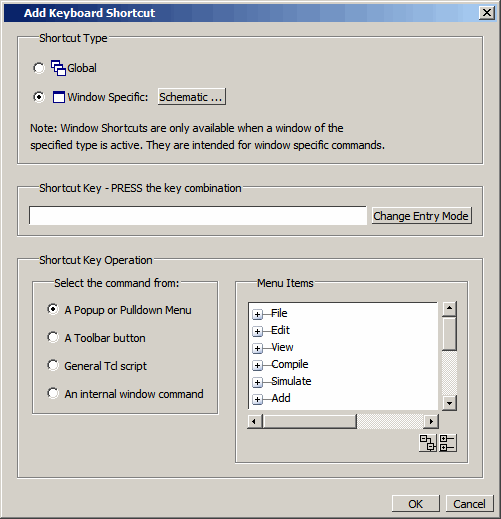 Add Keyboard Shortcut
Shortcut Type
Global
Window Specific: Schematic ...
Note: Window Shortcuts are only available when a window of the
specified type is active. They are intended for window specific commands.
Shortcut Key - PRESS the key combination
Change Entry Mode
Shortcut Key Operation
Select the command from:
A Popup or Pulldown Menu
A Toolbar button
General Tcl script
An internal window command
Menu Items
File
Edit
View
Compile
Simulate
Add
OK Cancel